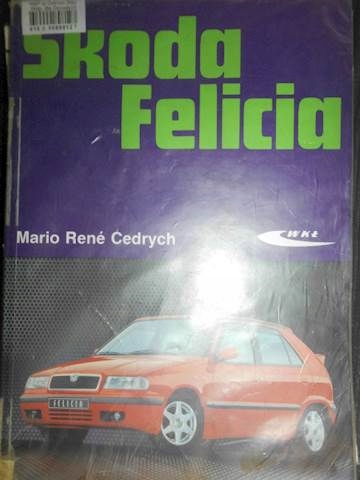 Škoda
Felicia
Mario René Cedrych
WKŁ
FELICIA